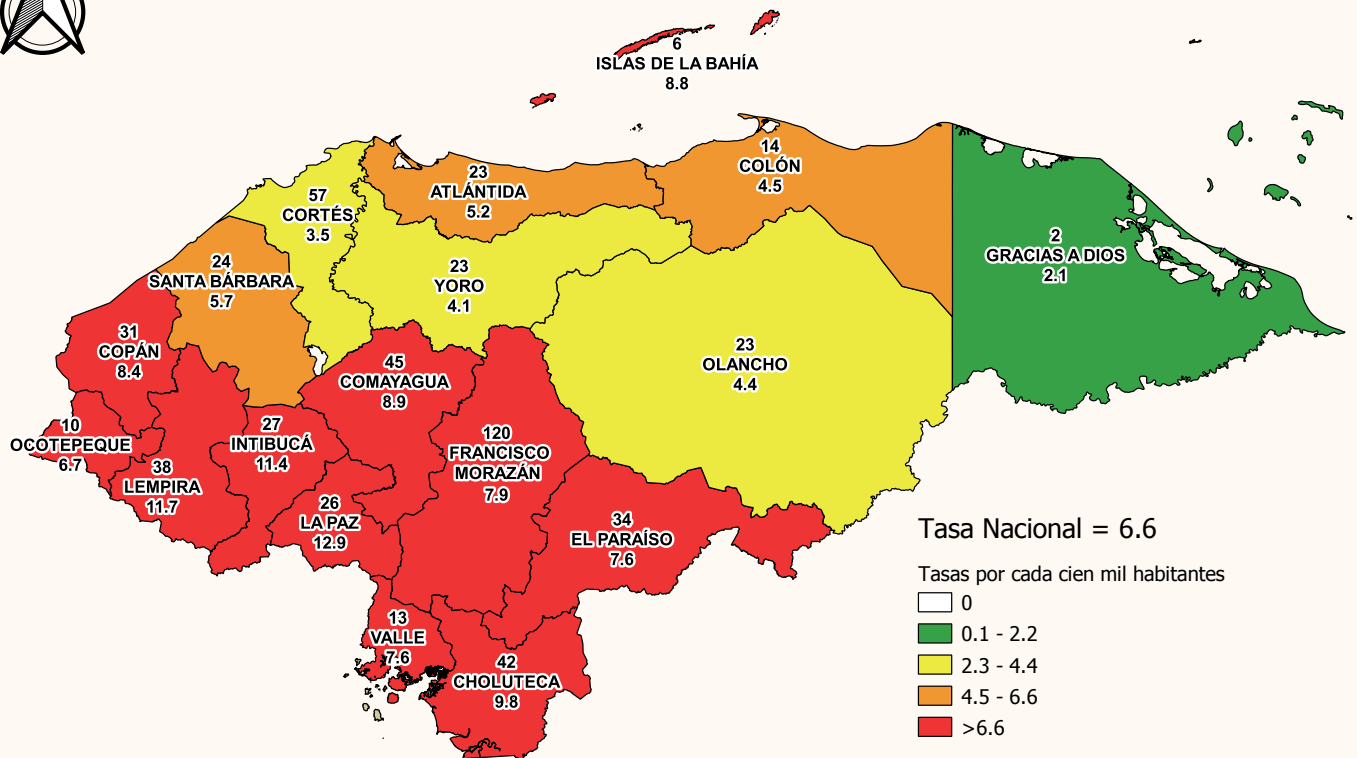 6
ISLAS DE LA BAHÍA
8.8
14
COLÓN
4.5
23
ATLÁNTIDA
5.2
57
CORTÉS
3.5
2
GRACIAS A DIOS
2.1
24
SANTA BÁRBARA
5.7
23
YORO
4.1
31
COPÁN
8.4
45
COMAYAGUA
8.9
23
OLANCHO
4.4
10
OCOTEPEQUE
6.7
27
INTIBUCÁ
11.4
120
FRANCISCO
MORAZÁN
7.9
38
LEMPIRA
11.7
26
LA PAZ
12.9
34
EL PARAÍSO
7.6
13
VALLE
7.6
42
CHOLUTECA
9.8
Tasa Nacional = 6.6
Tasas por cada cien mil habitantes
0
0.1 - 2.2
2.3 - 4.4
4.5 - 6.6
>6.6